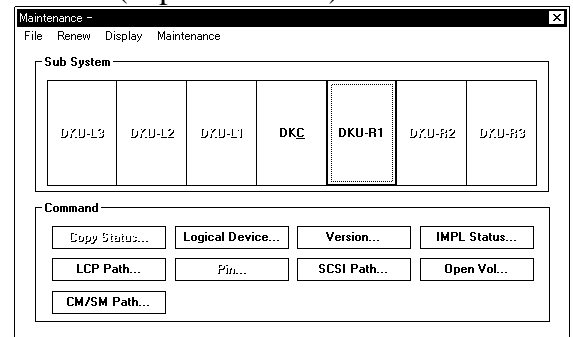 Maintenance -
File Renew Display Maintenance
Sub System
DKU-L3 DKU-L2 DKU-L1 DKC DKU-R1 DKU-R2 DKU-R3
Command
Copy Status... Logical Device... Version... IMPL Status...
LCP Path... Pin... SCSI Path... Open Vol...
CM/SM Path...